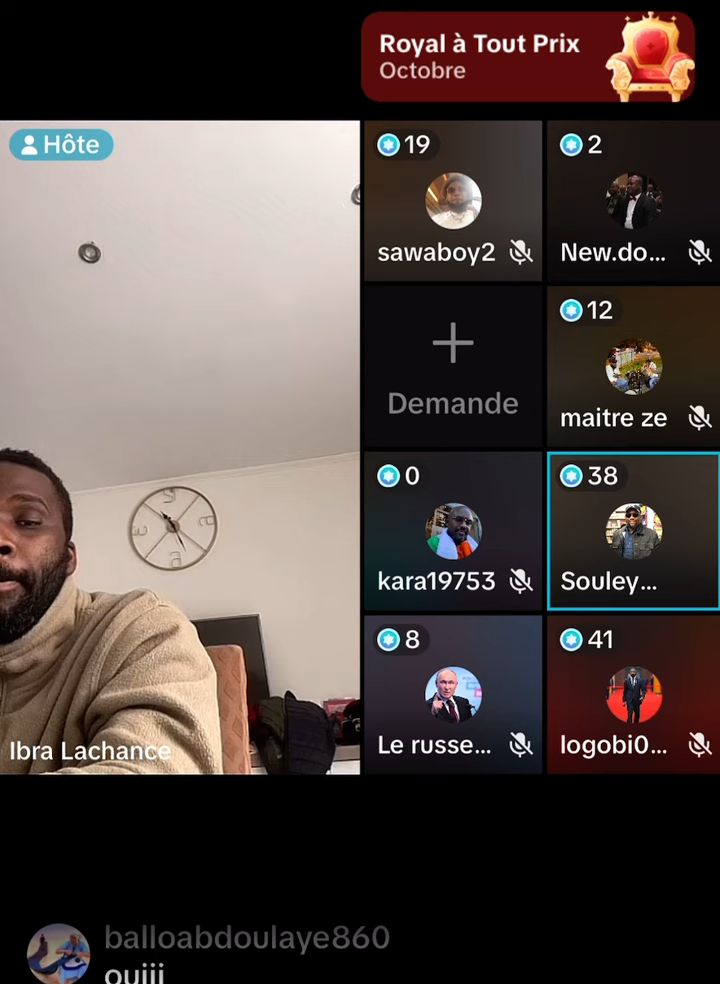 Royal à Tout Prix
Octobre
Hôte
19
sawaboy2
2
New.do...
Demande
12
maitre ze
0
kara19753
38
Souley...
8
Le russe...
41
logobi0...
Ibra Lachance
balloabdoulaye860
ouiii